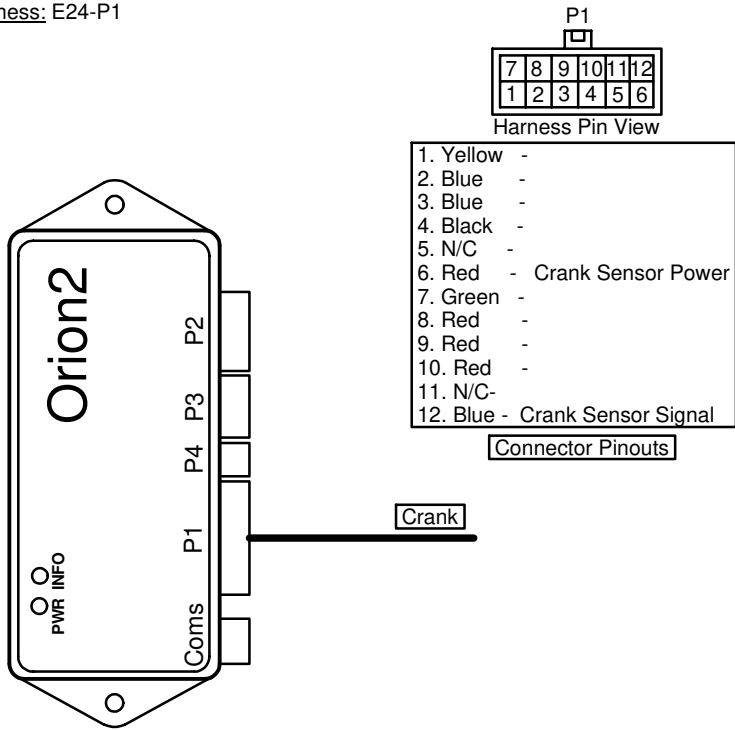 E24-P1
P1
7 8 9 10 11 12
1 2 3 4 5 6
Harness Pin View
1. Yellow -
2. Blue -
3. Blue -
4. Black -
5. N/C -
6. Red - Crank Sensor Power
7. Green -
8. Red -
9. Red -
10. Red -
11. N/C-
12. Blue - Crank Sensor Signal
Connector Pinouts
Orion2
P2
P3
P4
P1
Coms
INFO
PWR
Crank